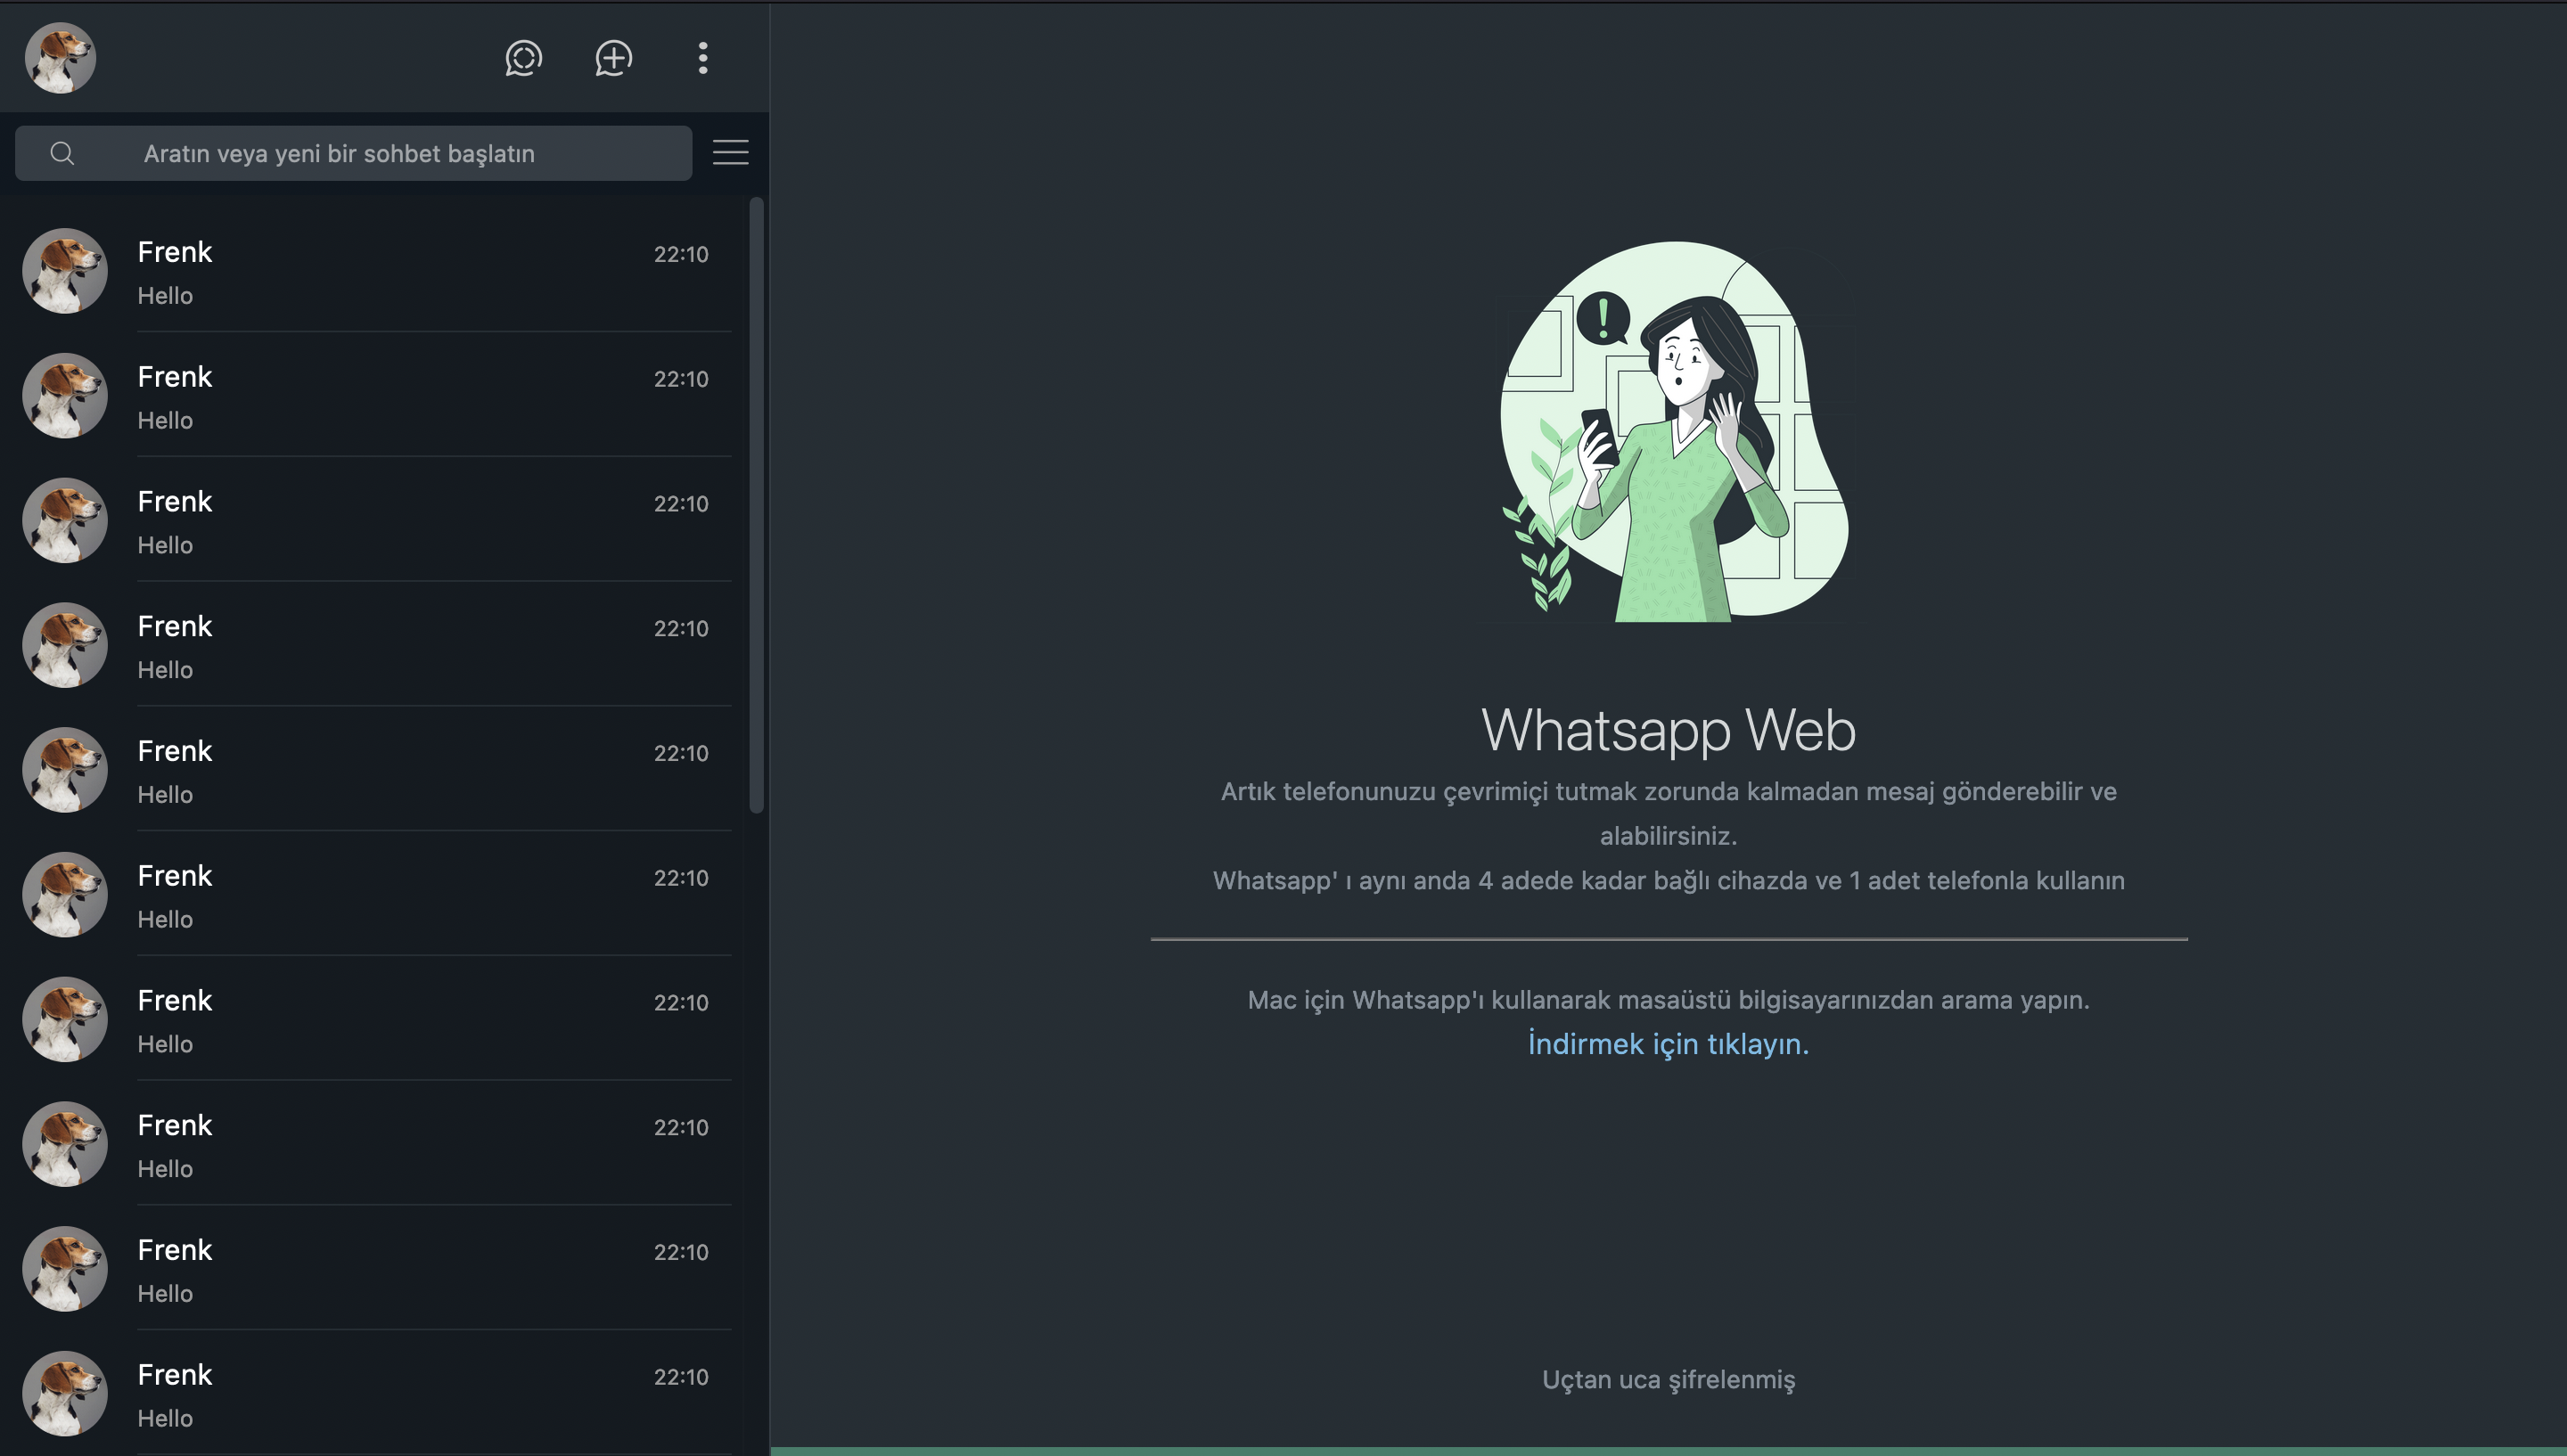 Aratın veya yeni bir sohbet başlatın
Frenk
22:10
Hello
Frenk
22:10
Hello
Frenk
22:10
Hello
Frenk
22:10
Hello
Frenk
22:10
Hello
Frenk
22:10
Hello
Frenk
22:10
Hello
Frenk
22:10
Hello
Frenk
22:10
Hello
Frenk
22:10
Hello
!
Whatsapp Web
Artık telefonunuzu çevrimiçi tutmak zorunda kalmadan mesaj gönderebilir ve
alabilirsiniz.
Whatsapp' ı aynı anda 4 adede kadar bağlı cihazda ve 1 adet telefonla kullanın
Mac için Whatsapp'ı kullanarak masaüstü bilgisayarınızdan arama yapın.
İndirmek için tıklayın.
Uçtan uca şifrelenmiş